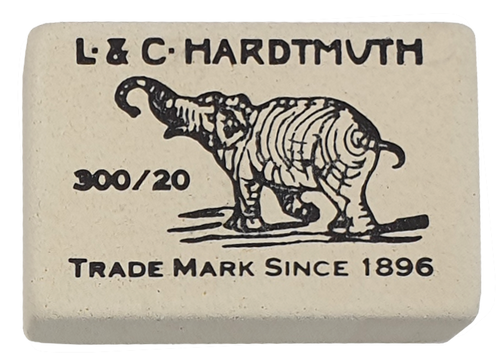 L·&C·HARDTMUTH
300/20
TRADE MARK SINCE 1896